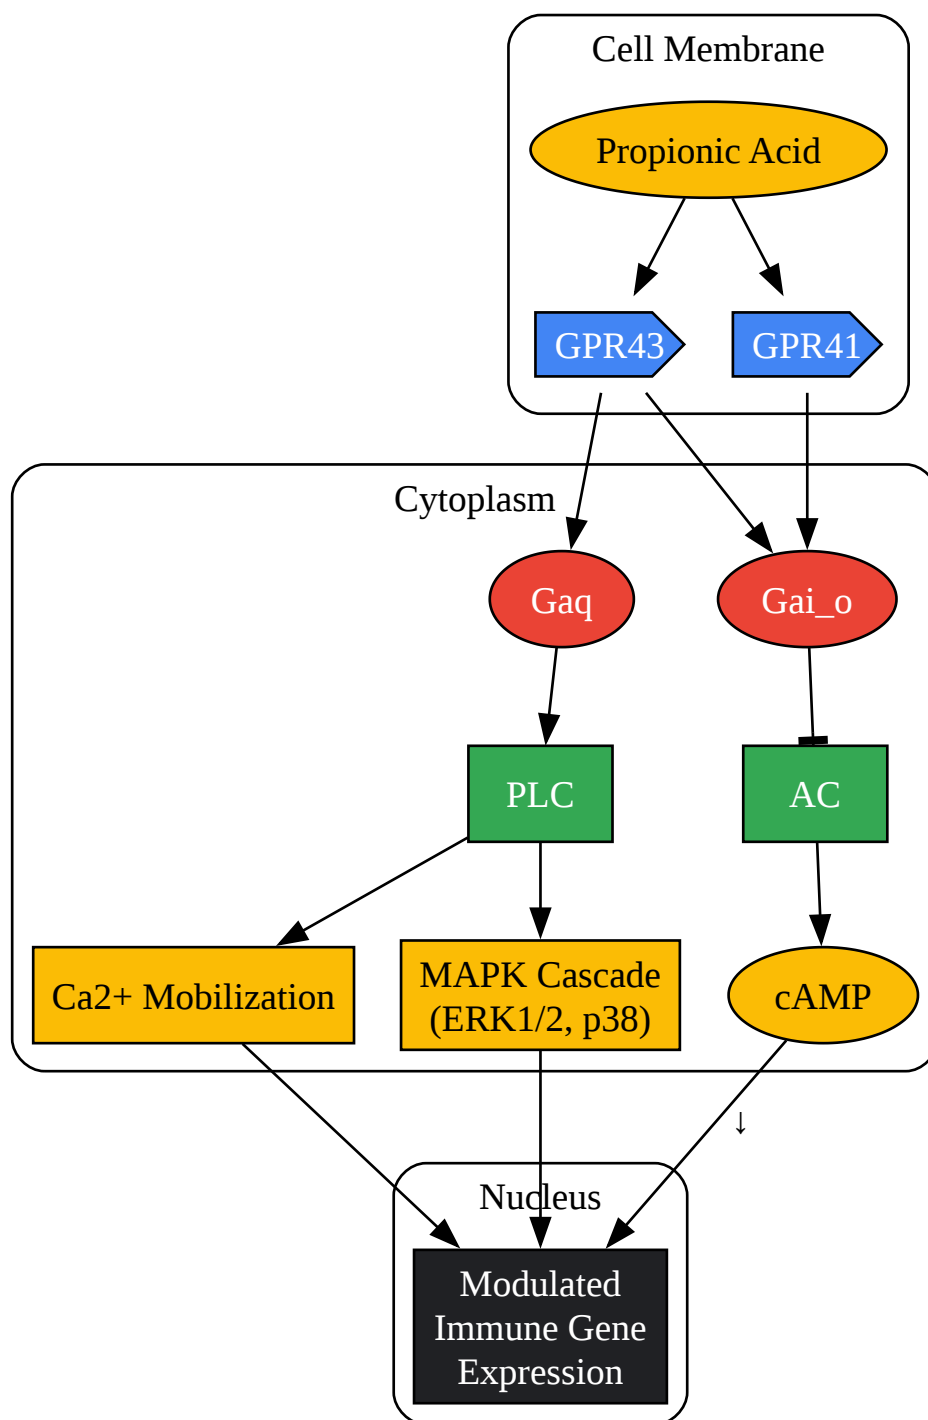 Cell Membrane
Propionic Acid
GPR43
GPR41
Cytoplasm
Gaq
Gai_o
PLC
AC
Ca2+ Mobilization
MAPK Cascade
(ERK1/2, p38)
cAMP
↓
Nucleus
Modulated
Immune Gene
Expression